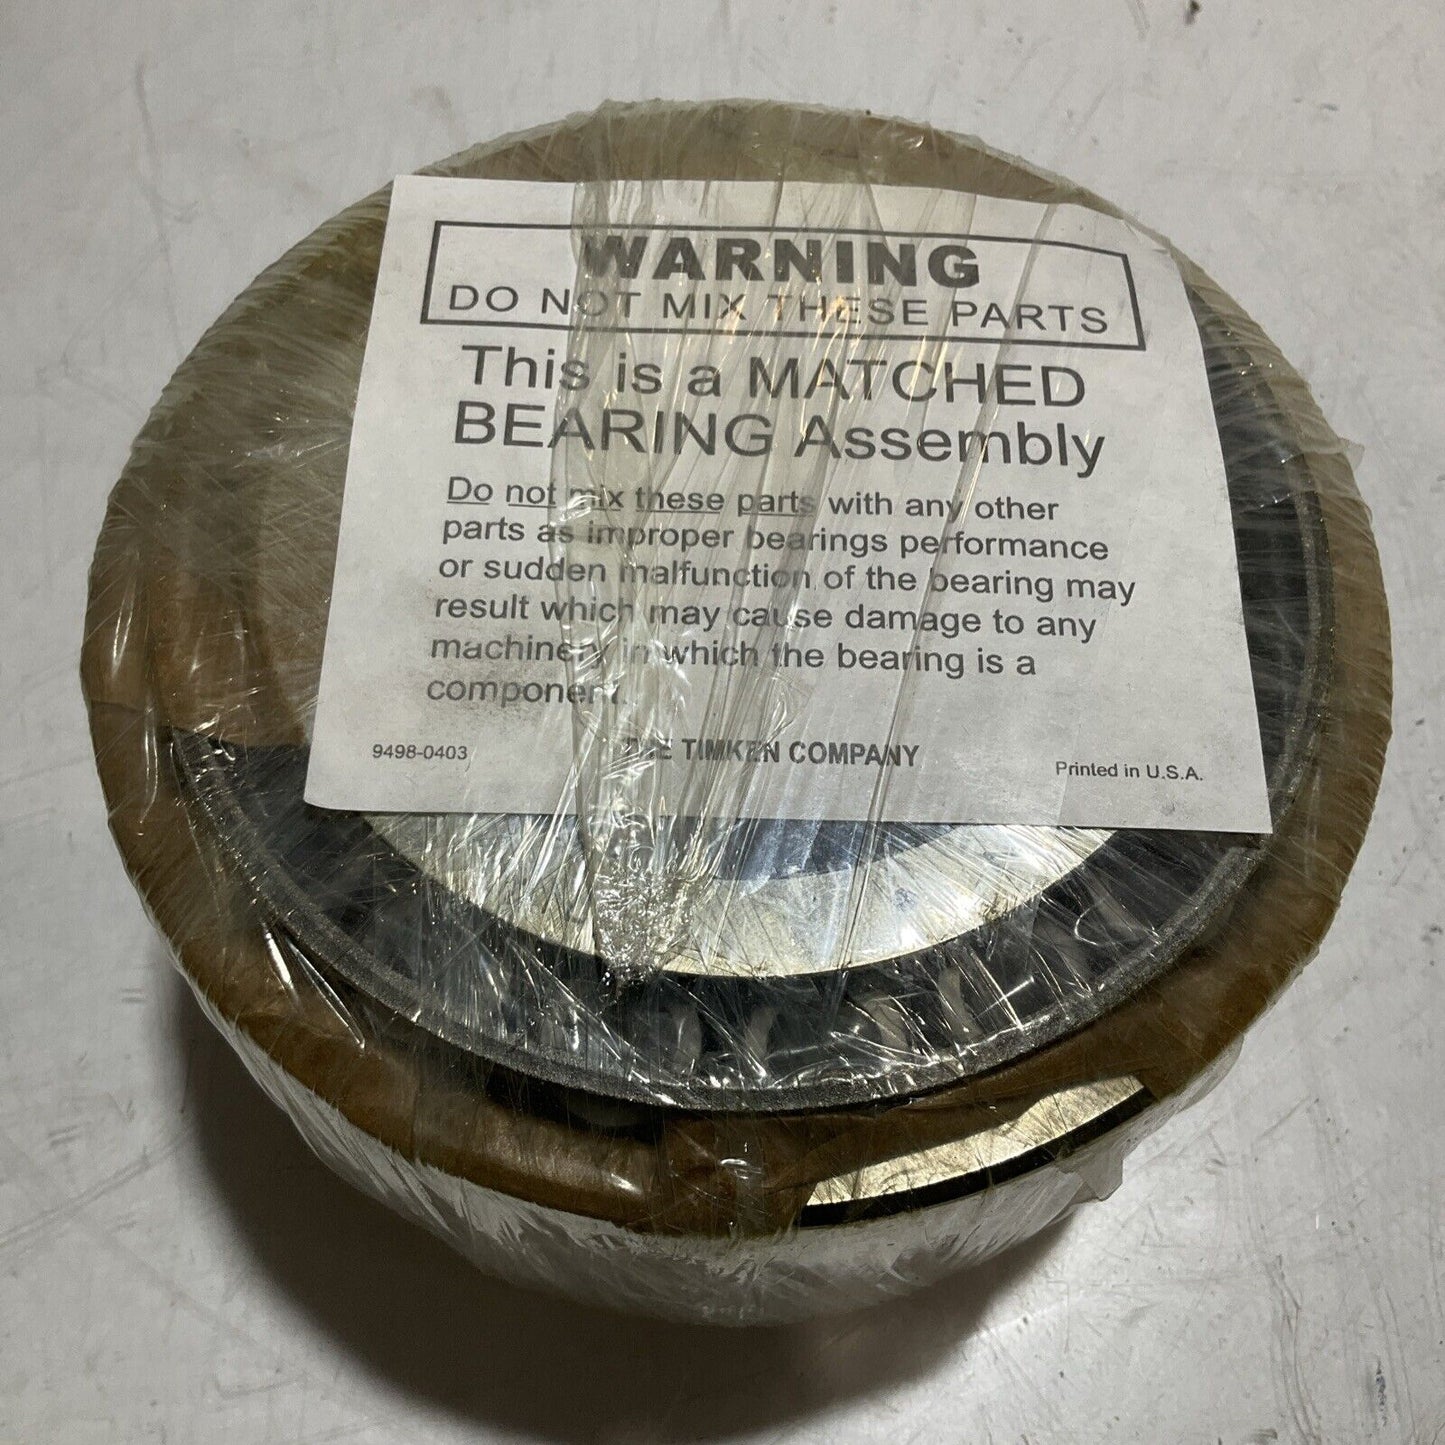 WARNING
DO NOT MIX THESE PARTS
This is a MATCHED
BEARING Assembly
Do not mix these parts with any other
parts as improper bearings performance
or sudden malfunction of the bearing may
result which may cause damage to any
machinery in which the bearing is a
component.
9498-0403 THE TIMKEN COMPANY Printed in U.S.A.